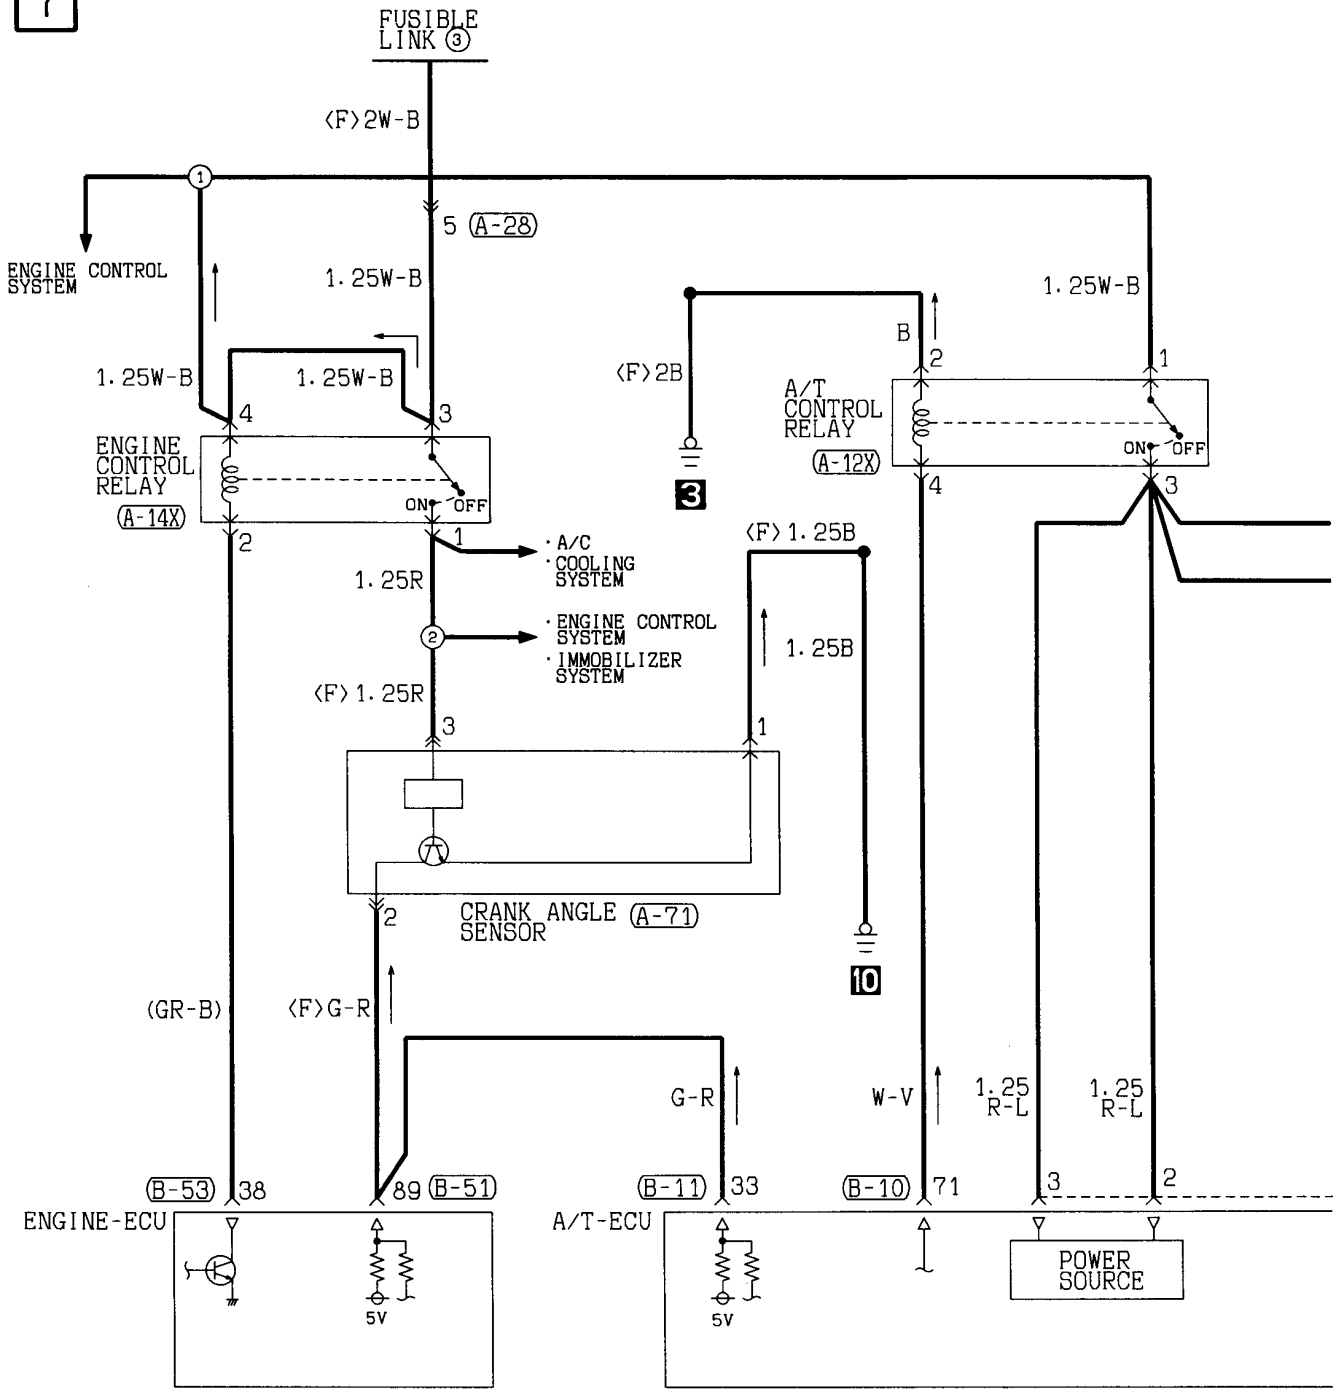 FUSIBLE
LINK ③
<F>2W-B
1
5 (A-28)
ENGINE CONTROL
SYSTEM
1.25W-B
1.25W-B
B
2
1
1.25W-B
1.25W-B
<F>2B
4
3
A/T
CONTROL
RELAY
(A-12X)
ON
OFF
ENGINE
CONTROL
RELAY
(A-14X)
ON
OFF
3
4
3
2
1
<F>1.25B
· A/C
· COOLING
SYSTEM
1.25R
2
· ENGINE CONTROL
SYSTEM
· IMMOBILIZER
SYSTEM
1.25B
<F>1.25R
3
1
2
CRANK ANGLE (A-71)
SENSOR
10
(GR-B)
<F>G-R
G-R
W-V
1.25
R-L
1.25
R-L
(B-53) 38
89 (B-51)
(B-11) 33
(B-10) 71
3
2
ENGINE-ECU
A/T-ECU
POWER
SOURCE
5V
5V